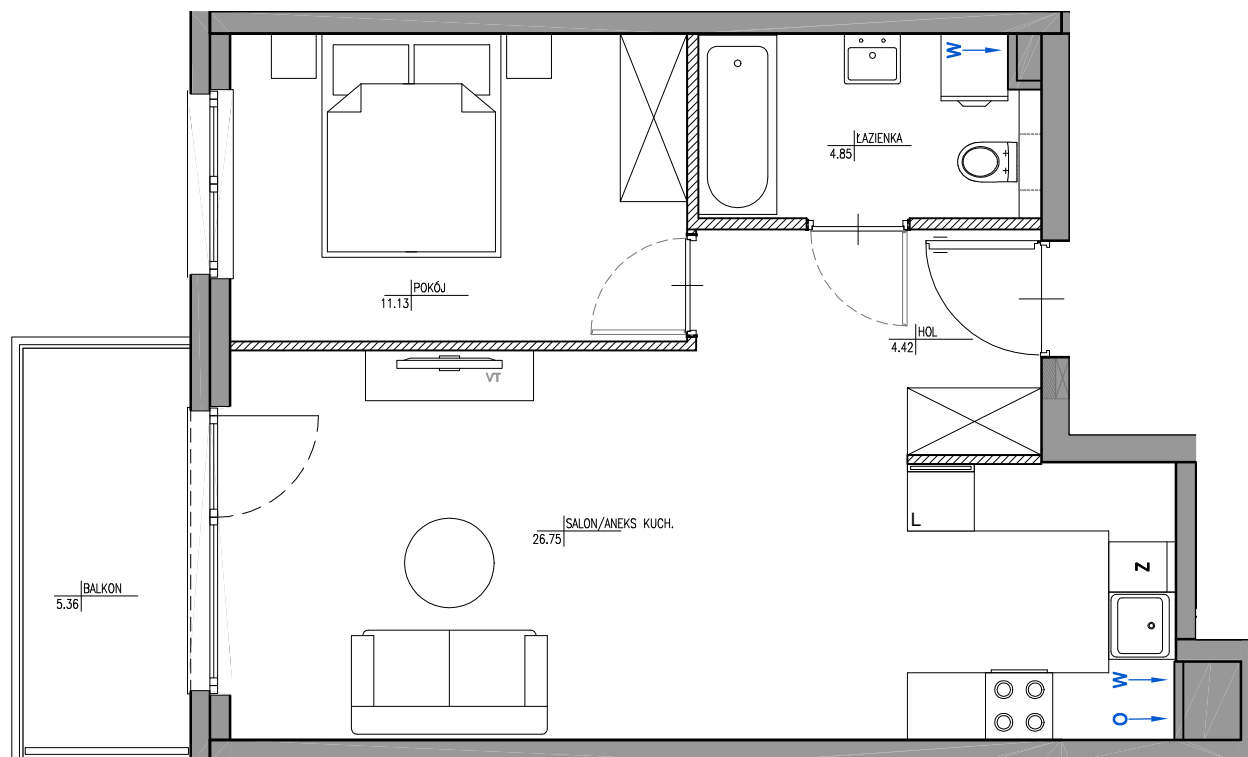 W
ŁAZIENKA
4.85
POKÓJ
11.13
HOL
4.42
VT
SALON/ANEKS KUCH.
26.75
L
Z
BALKON
5.36
W
O